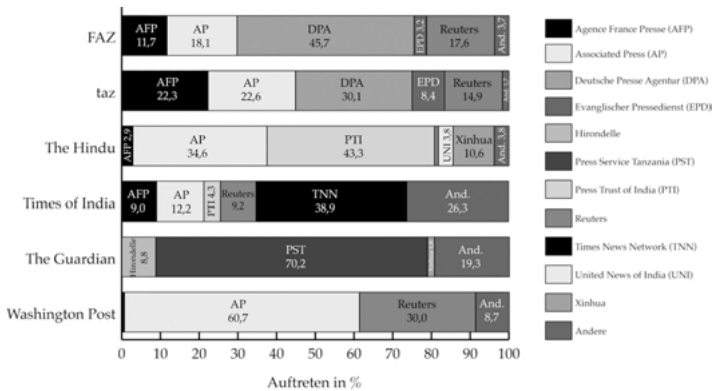 FAZ
AFP 11,7
AP 18,1
DPA 45,7
EPD 3,2
Reuters 17,6
And. 3,7
taz
AFP 22,3
AP 22,6
DPA 30,1
EPD 8,4
Reuters 14,9
And.
The Hindu
AFP 2,9
AP 34,6
PTI 43,3
UNI 3,8
Xinhua 10,6
And. 3,8
Times of India
AFP 9,0
AP 12,2
PTI 4,3
Reuters 9,2
TNN 38,9
And. 26,3
The Guardian
Hirondelle 8,8
PST 70,2
And. 19,3
Washington Post
AP 60,7
Reuters 30,0
And. 8,7
0 10 20 30 40 50 60 70 80 90 100
Auftreten in %
Agence France Presse (AFP)
Associated Press (AP)
Deutsche Presse Agentur (DPA)
Evanglischer Pressedienst (EPD)
Hirondelle
Press Service Tanzania (PST)
Press Trust of India (PTI)
Reuters
Times News Network (TNN)
United News of India (UNI)
Xinhua
Andere